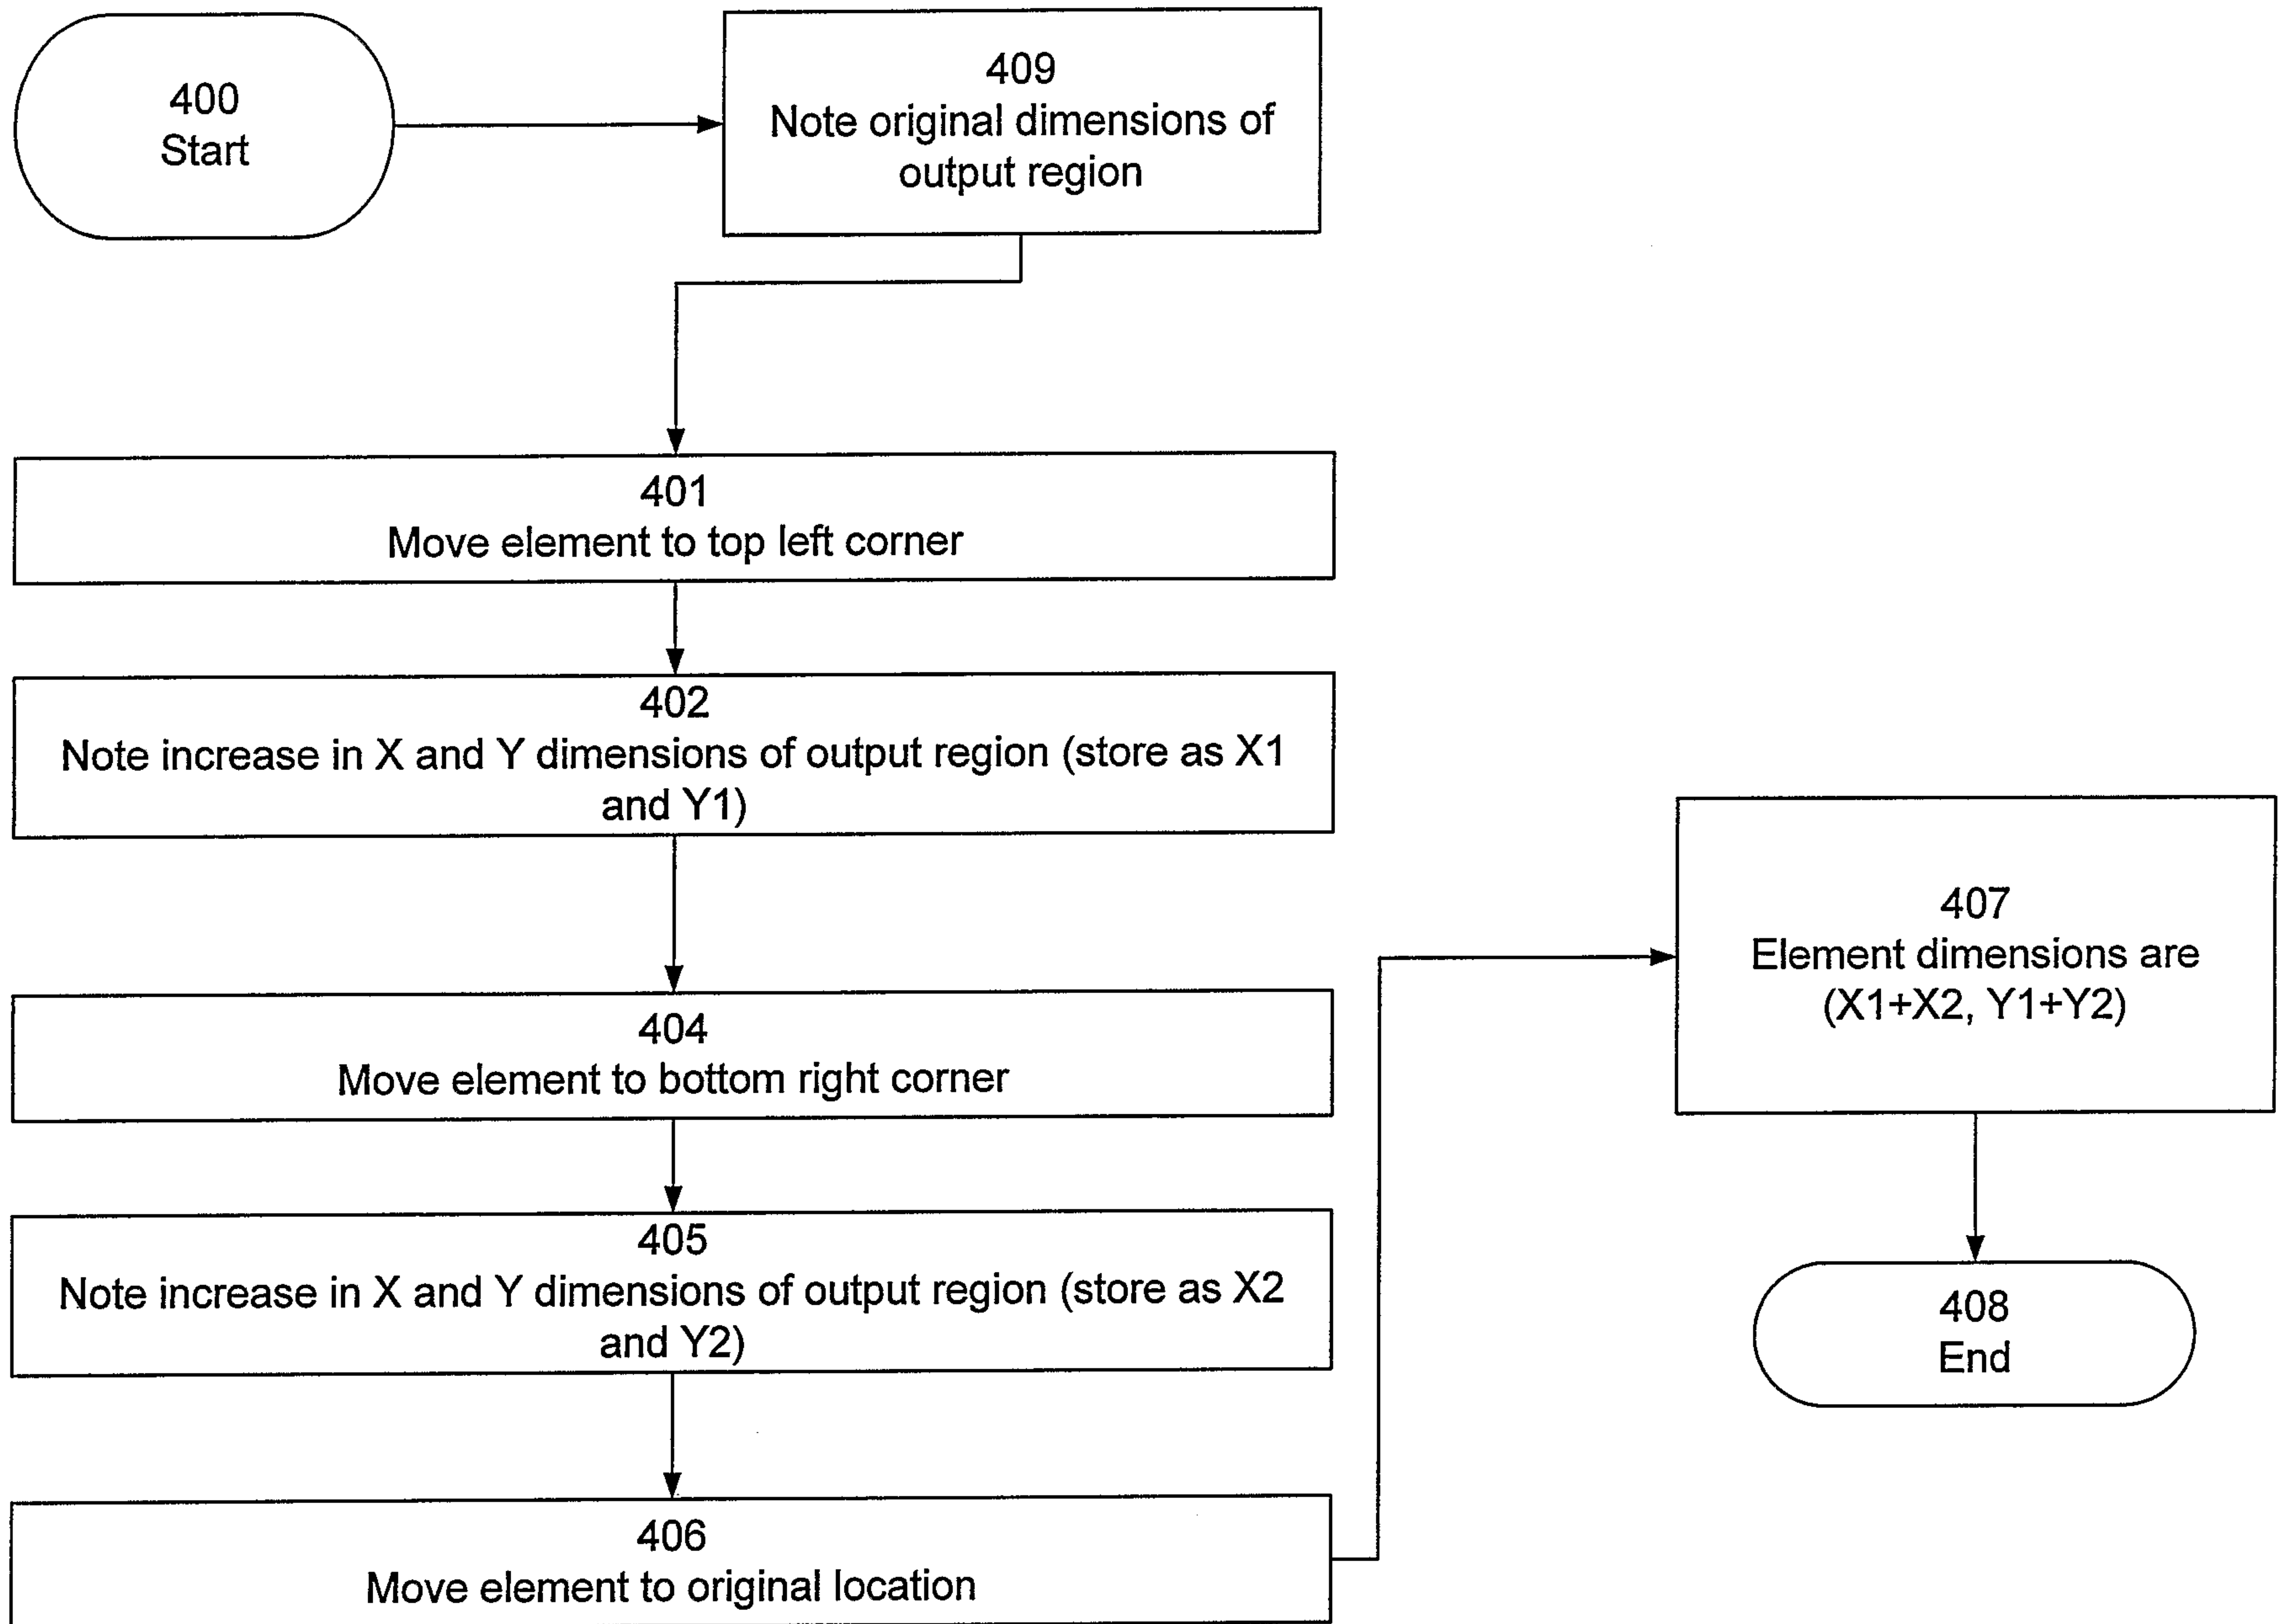 400
Start
409
Note original dimensions of
output region
401
Move element to top left corner
402
Note increase in X and Y dimensions of output region (store as X1
and Y1)
404
Move element to bottom right corner
405
Note increase in X and Y dimensions of output region (store as X2
and Y2)
406
Move element to original location
407
Element dimensions are
(X1+X2, Y1+Y2)
408
End